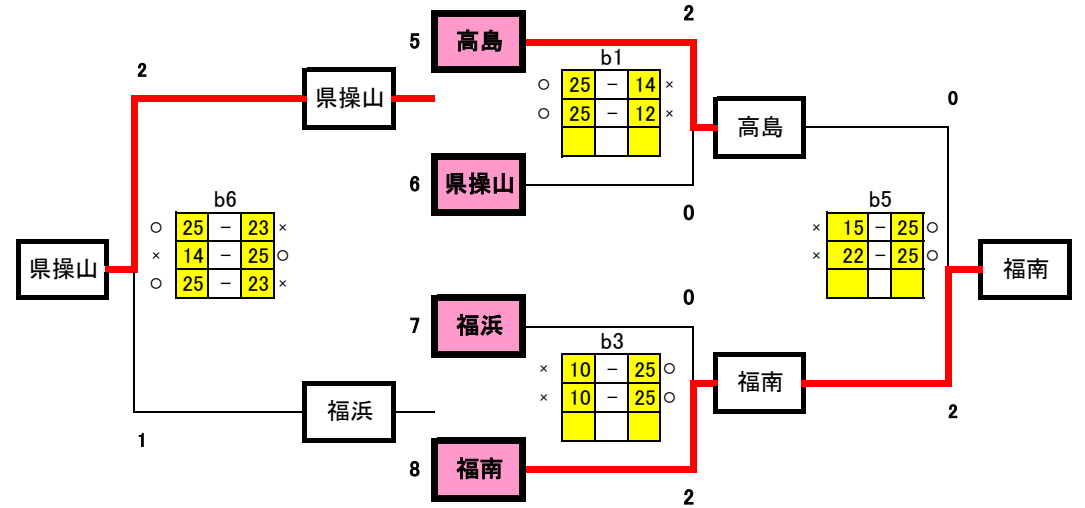 2
5 高島
b1
2 県操山
○ 25 － 14 ×
○ 25 － 12 ×
高島 0
6 県操山
0
b6
b5
○ 25 － 23 ×
× 14 － 25 ○
○ 25 － 23 ×
× 15 － 25 ○
× 22 － 25 ○
県操山
福南
0
7 福浜
b3
× 10 － 25 ○
× 10 － 25 ○
福南
福浜
2
1
8 福南
2